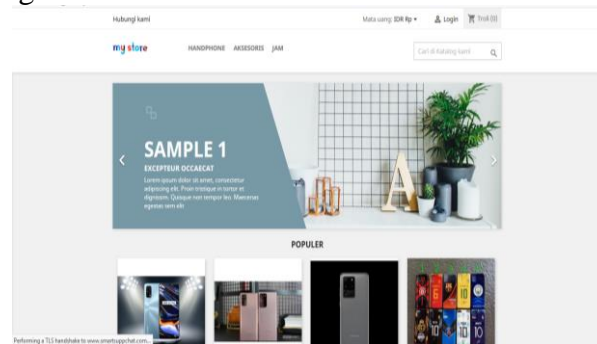 Hubungi kami
Mata uang: IDR Rp
Login
Troli (0)
my store
HANDPHONE AKSESORIS JAM
Cari di katalog kami
SAMPLE 1
EXCEPTEUR OCCAECAT
Lorem ipsum dolor sit amet, consectetur
adipiscing elit. Proin tristique in tortor et
dignissim. Quisque non tempor leo. Maecenas
egestas sem elit
A
POPULER
10
10
Performing a TLS handshake to www.smartsuppchat.com...